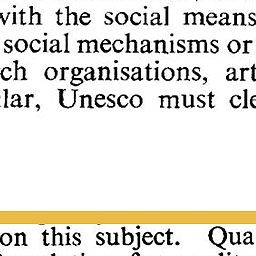 with the social means
social mechanisms or
ch organisations, art
lar, Unesco must cle
on this subject. Qua